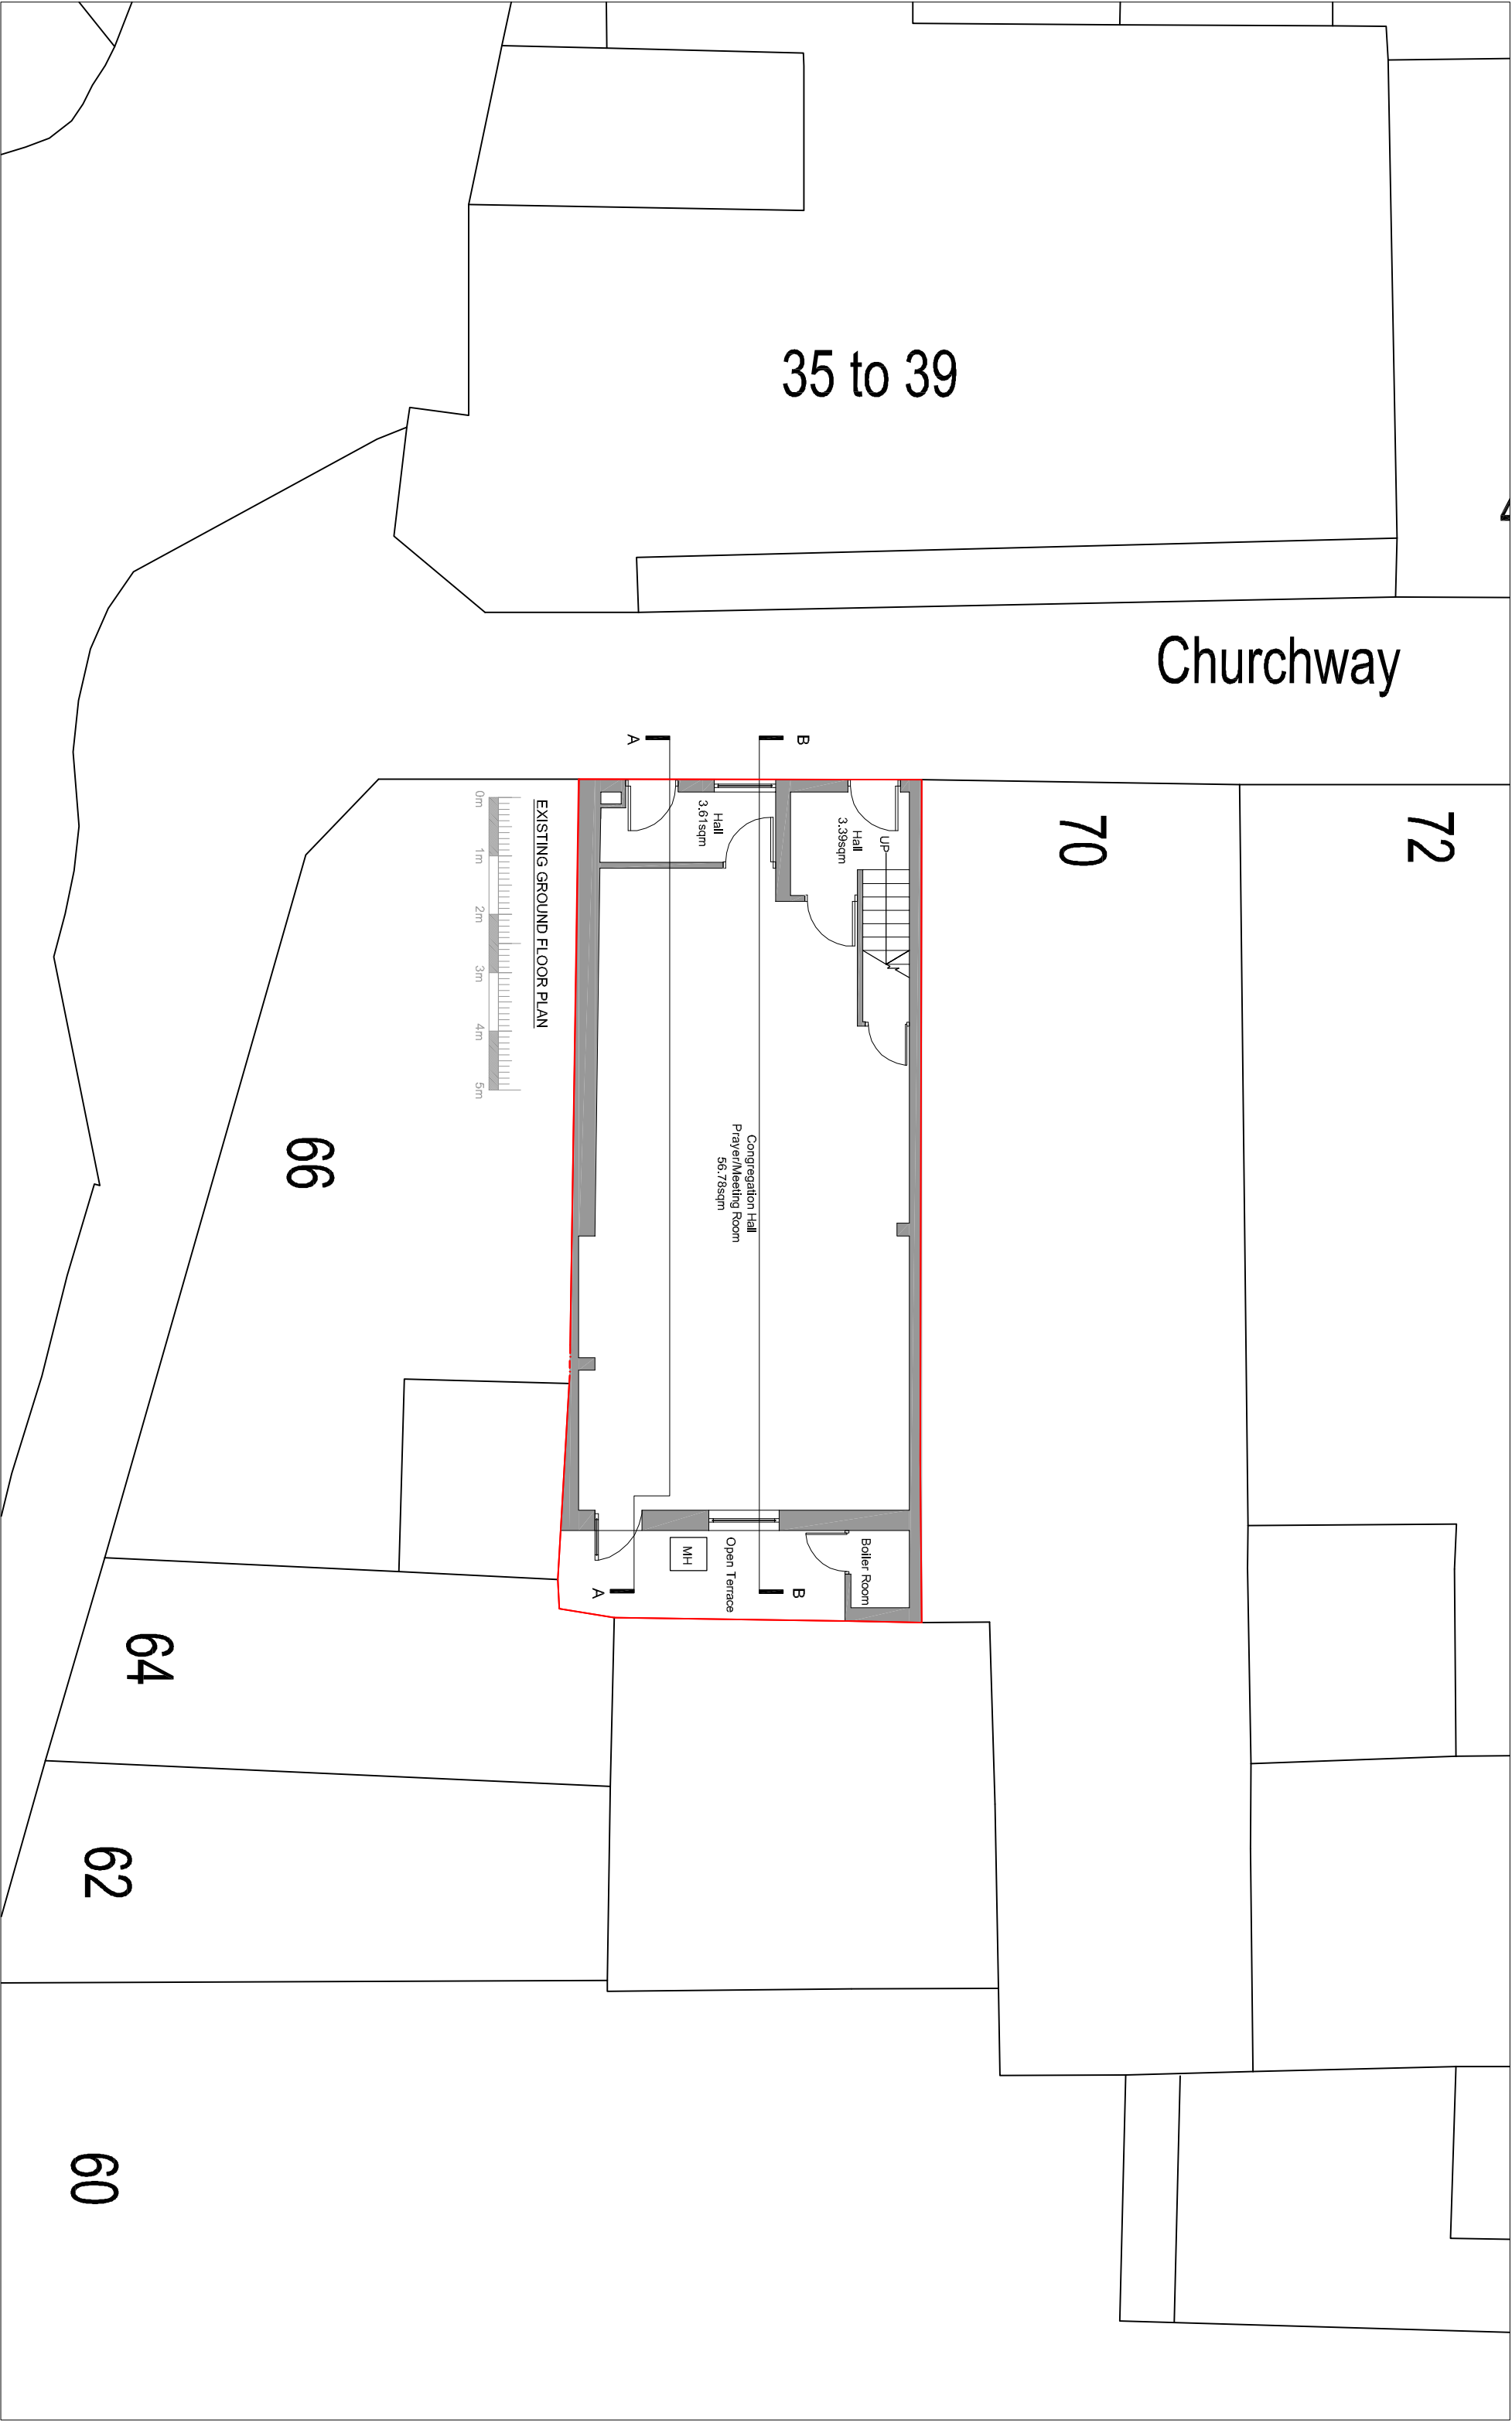 35 to 39
Churchway
72
70
66
64
62
60
A
B
Hall
3.61sqm
Hall
3.39sqm
UP
Congregation Hall
Prayer/Meeting Room
56.78sqm
Boiler Room
Open Terrace
MH
A
B
EXISTING GROUND FLOOR PLAN
0m 1m 2m 3m 4m 5m